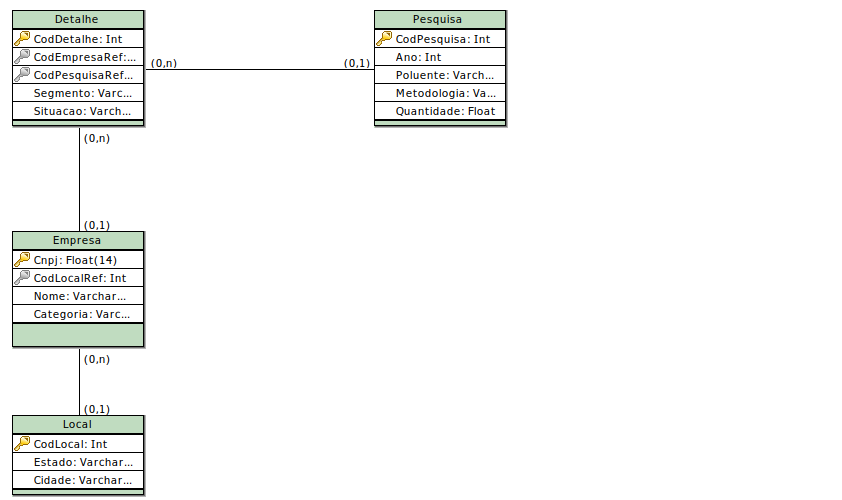 Detalhe
CodDetalhe: Int
CodEmpresaRef:...
CodPesquisaRef...
Segmento: Varc...
Situacao: Varch...
(0,n)
(0,1)
Pesquisa
CodPesquisa: Int
Ano: Int
Poluente: Varch...
Metodologia: Va...
Quantidade: Float
(0,n)
(0,1)
Empresa
Cnpj: Float(14)
CodLocalRef: Int
Nome: Varchar...
Categoria: Varc...
(0,n)
(0,1)
Local
CodLocal: Int
Estado: Varchar...
Cidade: Varchar...